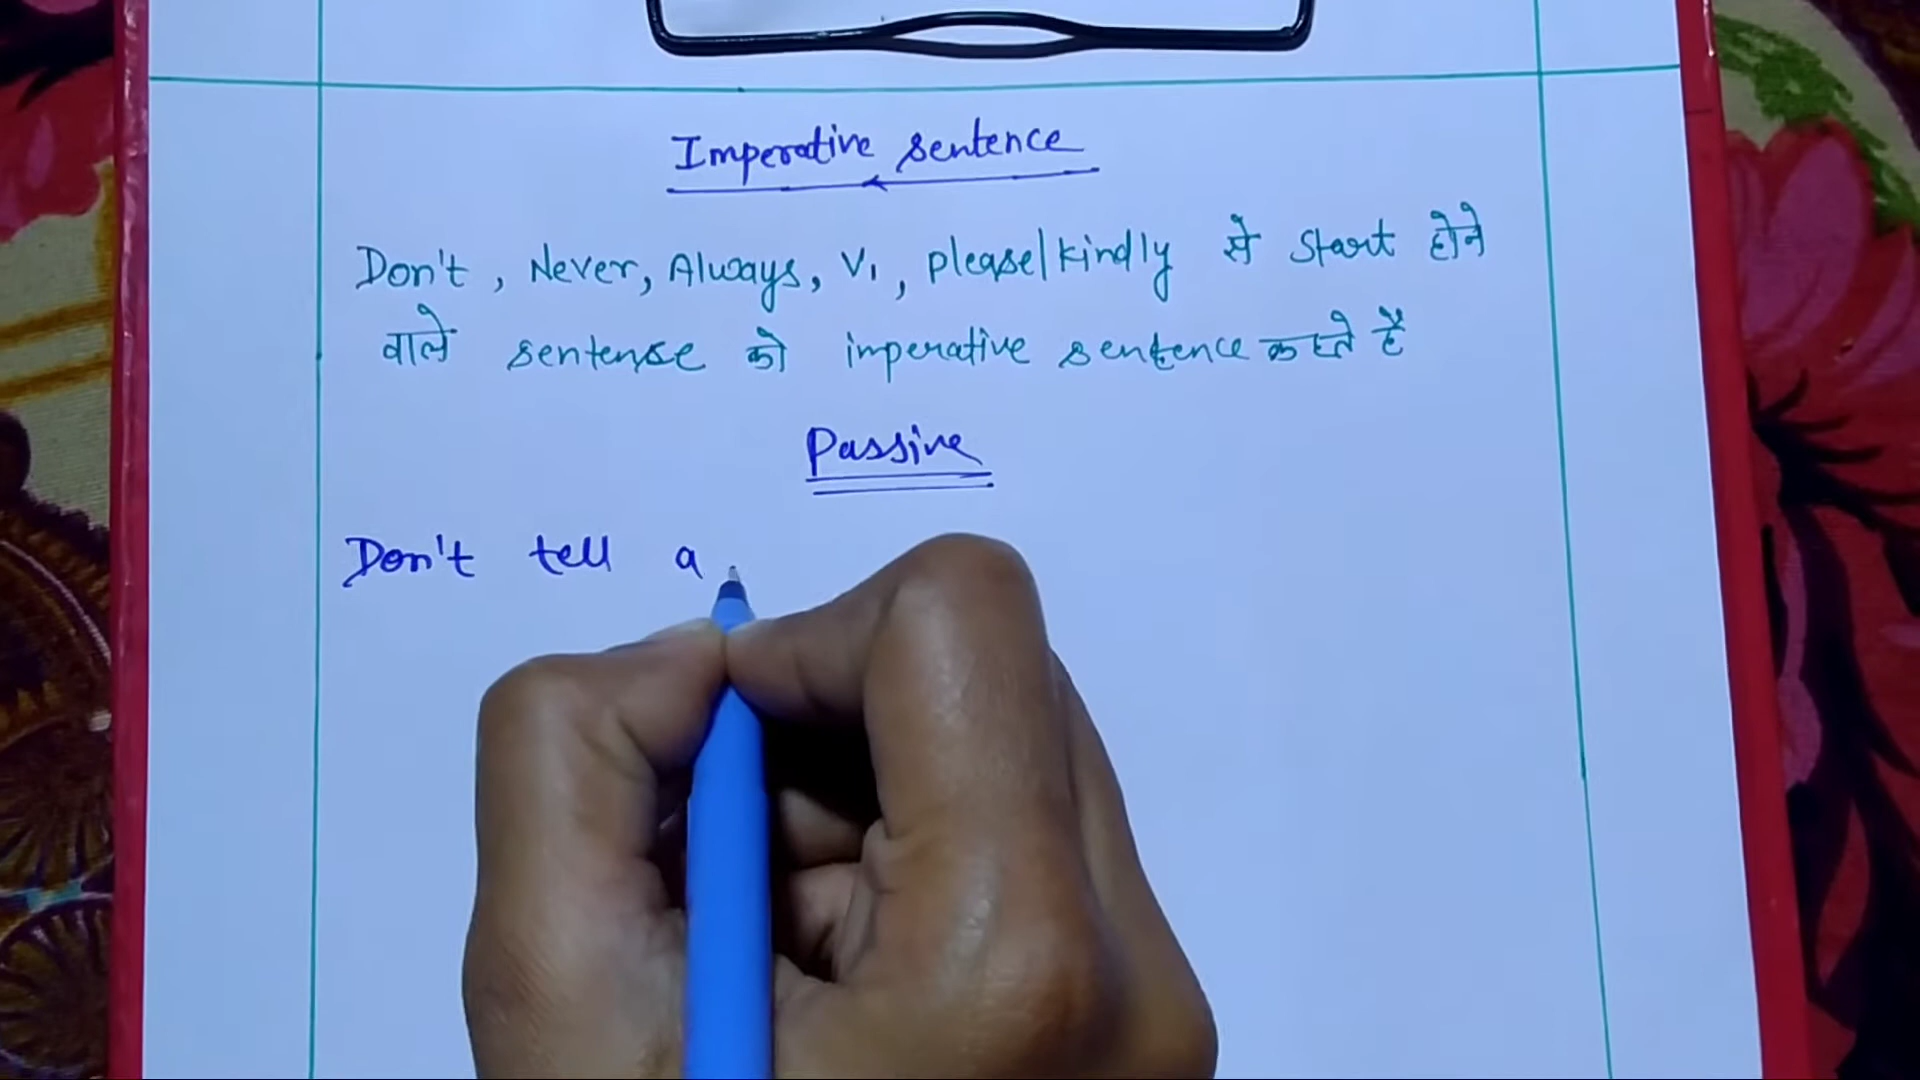 Imperative sentence
Don't, Never, Always, V₁, please/kindly से start होने
वाले sentense को imperative sentence कहते हैं
Passive
Don't tell a